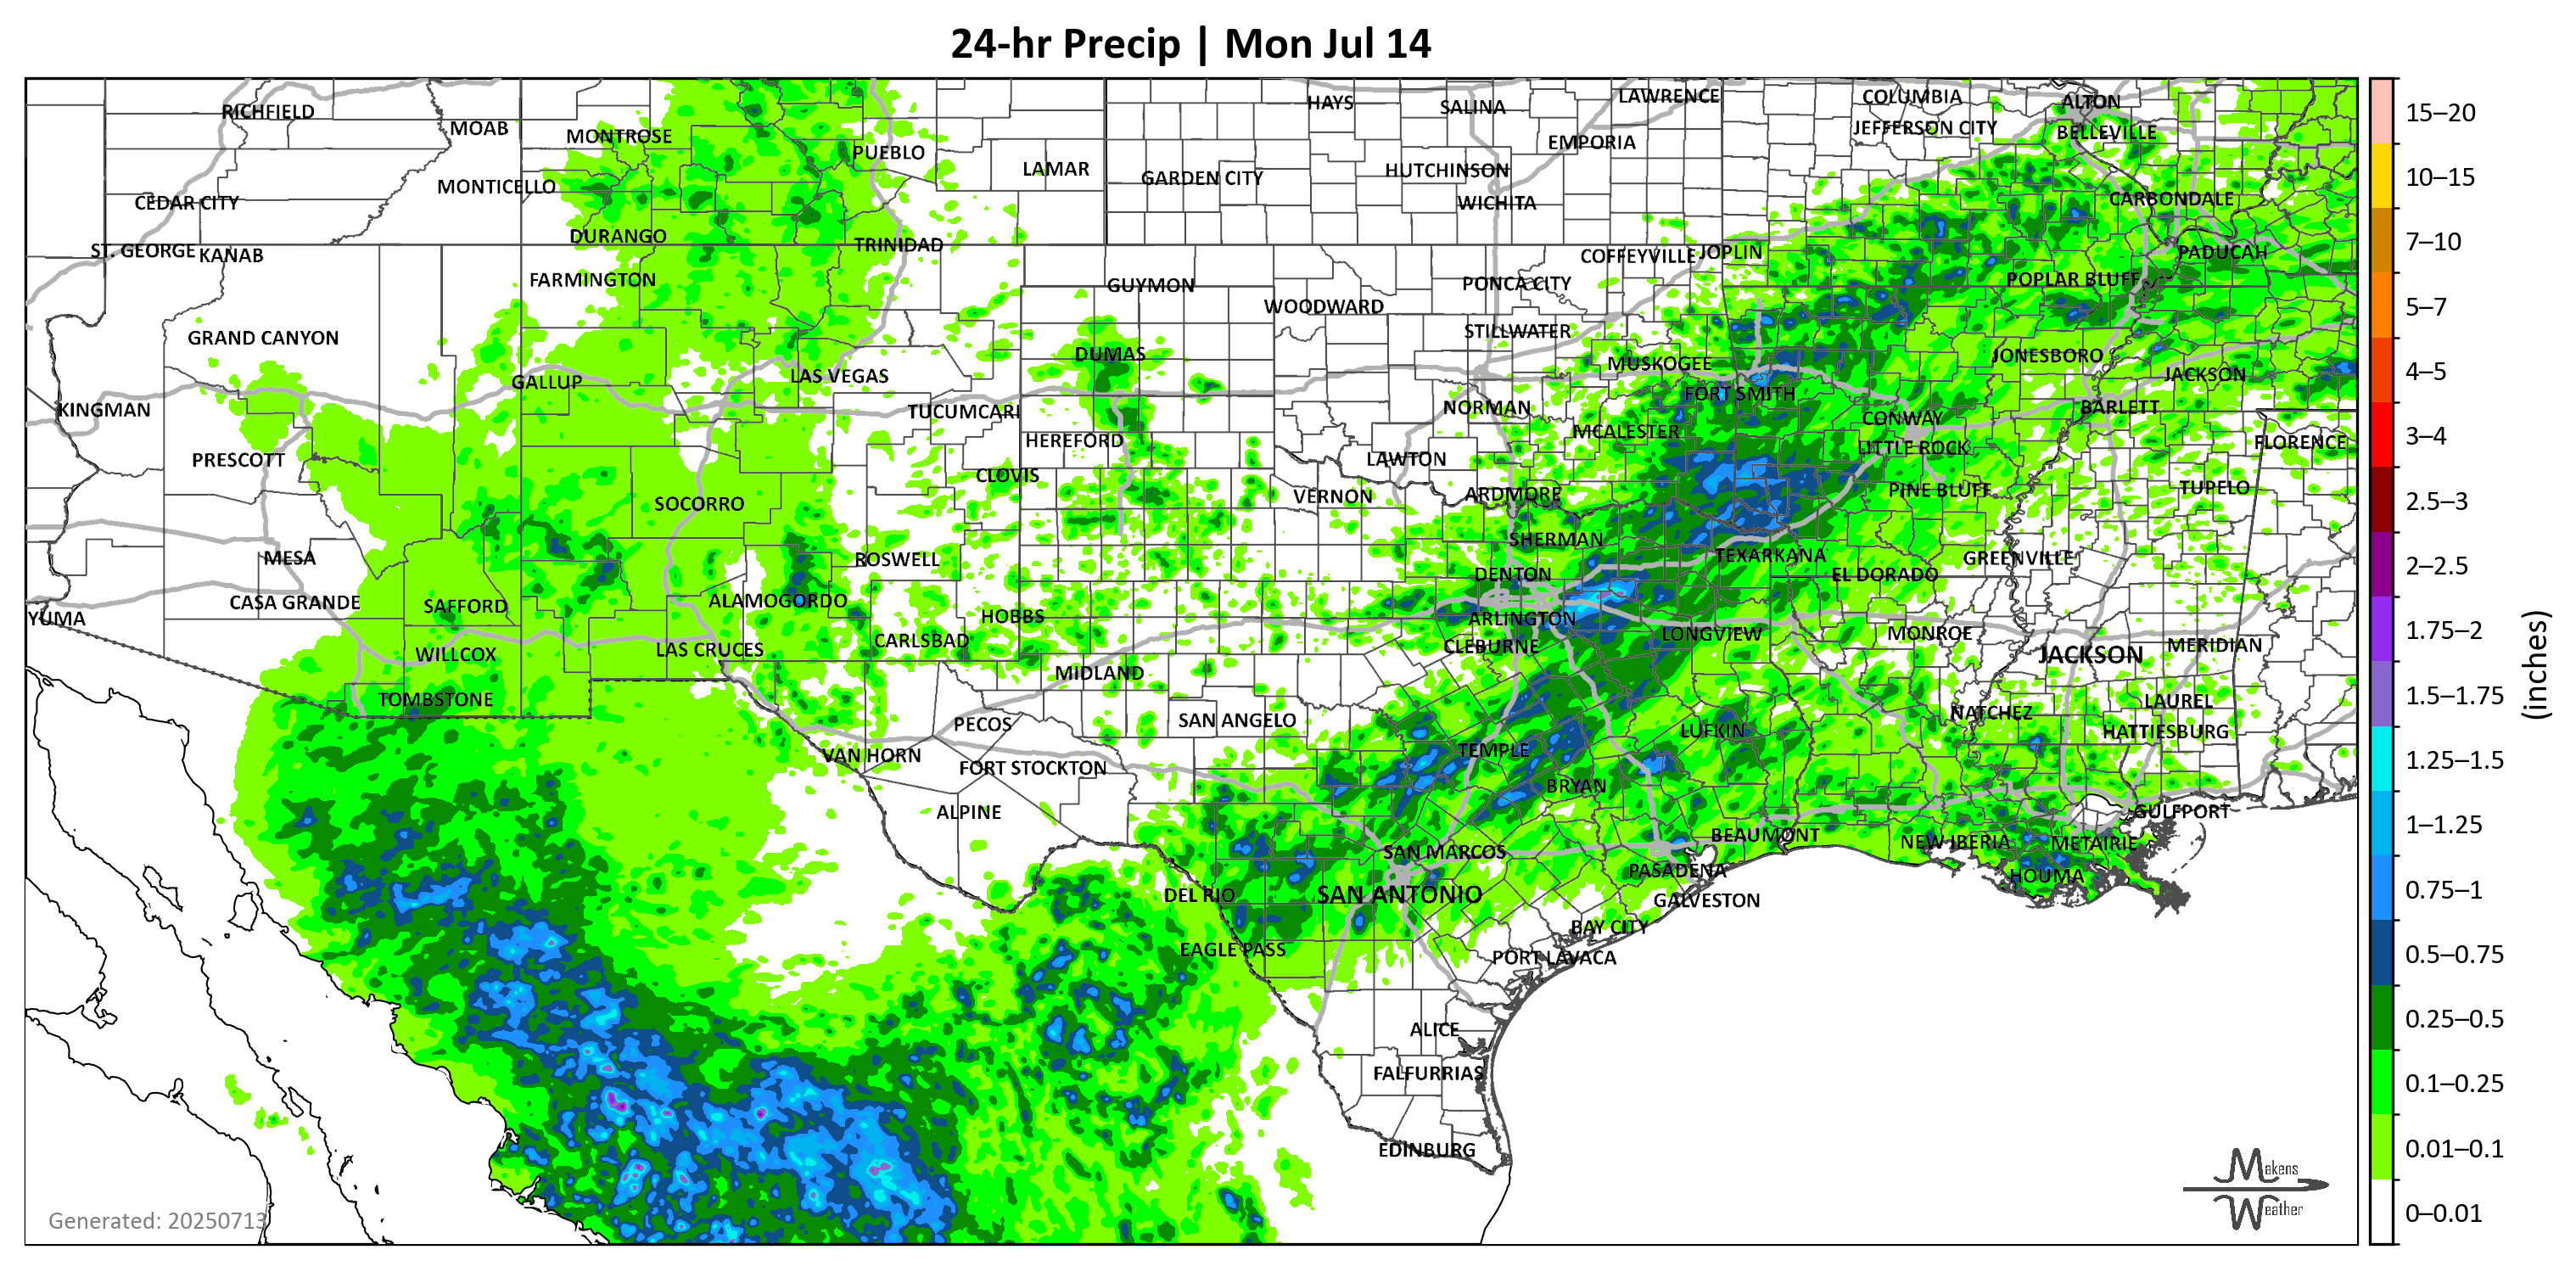 24-hr Precip | Mon Jul 14
RICHFIELD
MOAB
MONTROSE
PUEBLO
LAMAR
HAYS
SALINA
LAWRENCE
COLUMBIA
ALTON
JEFFERSON CITY
BELLEVILLE
EMPORIA
GARDEN CITY
HUTCHINSON
MONTICELLO
CEDAR CITY
WICHITA
CARBONDALE
DURANGO
TRINIDAD
ST. GEORGE
KANAB
COFFEYVILLE
JOPLIN
PADUCAH
FARMINGTON
GUYMON
PONCA CITY
POPLAR BLUFF
WOODWARD
GRAND CANYON
STILLWATER
DUMAS
MUSKOGEE
JONESBORO
GALLUP
LAS VEGAS
JACKSON
FORT SMITH
KINGMAN
TUCUMCARI
NORMAN
BARLETT
CONWAY
HEREFORD
MCALESTER
LITTLE ROCK
FLORENCE
PRESCOTT
LAWTON
CLOVIS
SOCORRO
VERNON
ARDMORE
PINE BLUFF
TUPELO
SHERMAN
MESA
ROSWELL
TEXARKANA
GREENVILLE
DENTON
EL DORADO
CASA GRANDE
SAFFORD
ALAMOGORDO
HOBBS
ARLINGTON
YUMA
CARLSBAD
LONGVIEW
MONROE
WILLCOX
LAS CRUCES
CLEBURNE
JACKSON
MERIDIAN
MIDLAND
TOMBSTONE
LAUREL
PECOS
SAN ANGELO
NATCHEZ
LUFKIN
HATTIESBURG
VAN HORN
TEMPLE
FORT STOCKTON
BRYAN
ALPINE
GULFPORT
BEAUMONT
NEW IBERIA
METAIRIE
SAN MARCOS
PASADENA
HOUMA
DEL RIO
SAN ANTONIO
GALVESTON
BAY CITY
EAGLE PASS
PORT LAVACA
ALICE
FALFURRIAS
EDINBURG
Generated: 20250713
Makens
Weather
15–20
10–15
7–10
5–7
4–5
3–4
2.5–3
2–2.5
1.75–2
1.5–1.75
1.25–1.5
1–1.25
0.75–1
0.5–0.75
0.25–0.5
0.1–0.25
0.01–0.1
0–0.01
(inches)